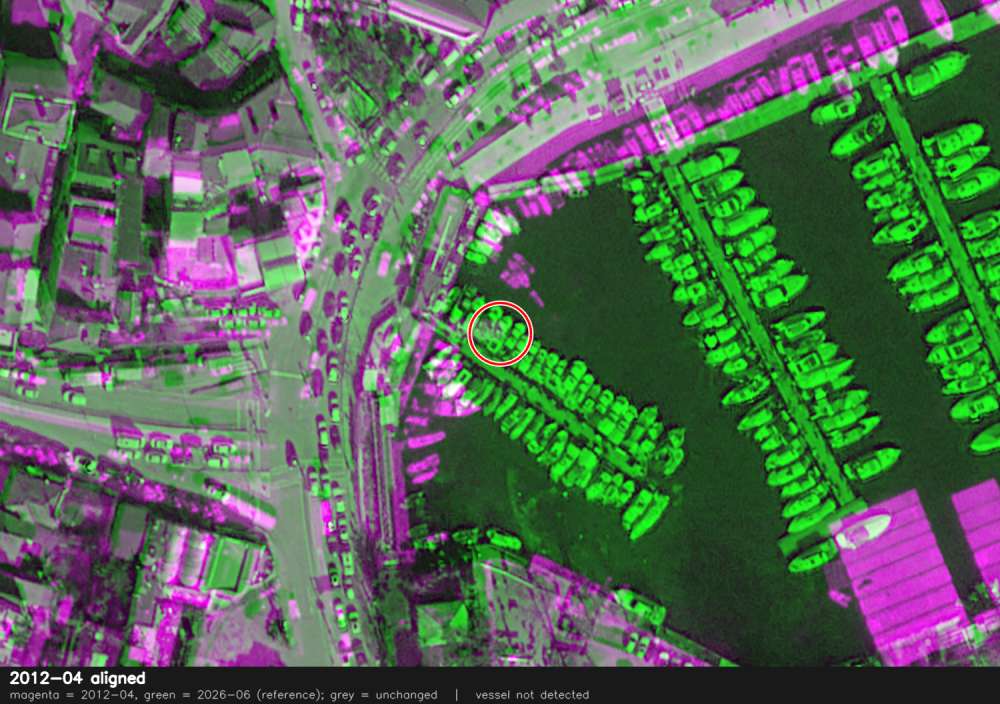 2012-04 aligned
magenta = 2012-04, green = 2026-06 (reference); grey = unchanged | vessel not detected